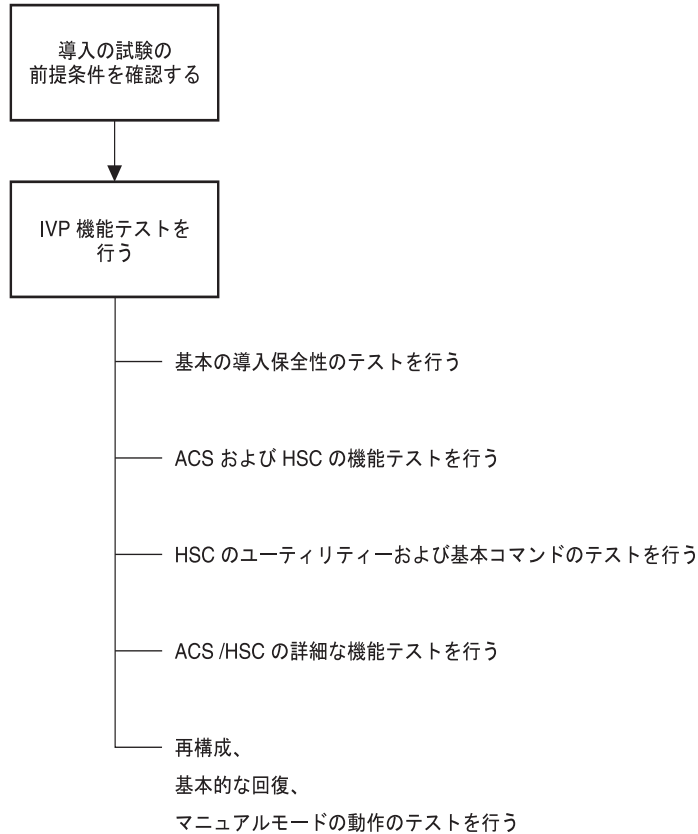 導入の試験の
前提条件を確認する
IVP 機能テストを
行う
基本の導入保全性のテストを行う
ACS および HSC の機能テストを行う
HSC のユーティリティーおよび基本コマンドのテストを行う
ACS /HSC の詳細な機能テストを行う
再構成、
基本的な回復、
マニュアルモードの動作のテストを行う